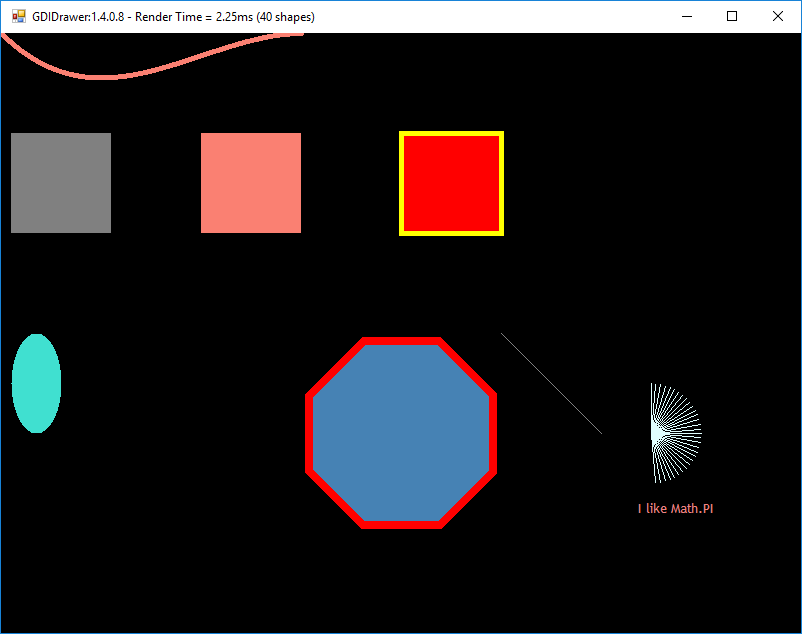 GDIDrawer:1.4.0.8 - Render Time = 2.25ms (40 shapes)
I like Math.PI